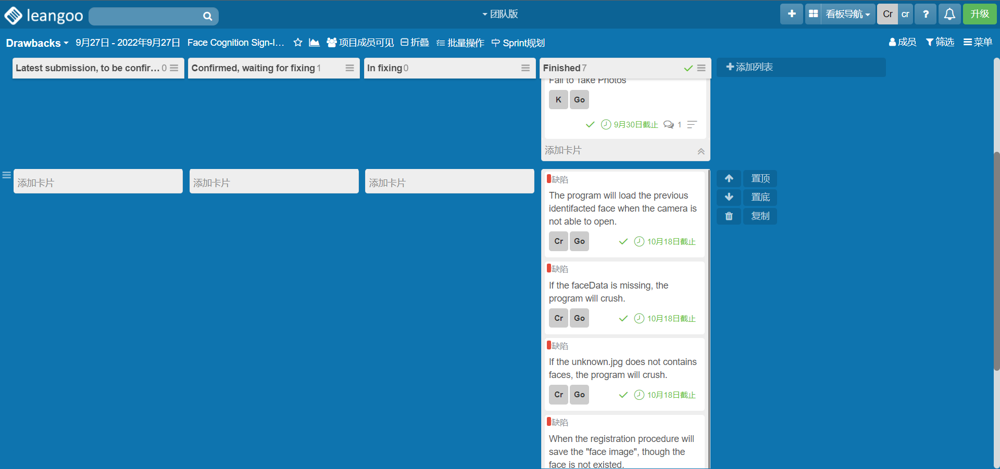 leangoo
团队版
看板导航
Cr
cr
?
升级
Drawbacks
9月27日 - 2022年9月27日
Face Cognition Sign-I...
项目成员可见
折叠
批量操作
Sprint规划
成员
筛选
菜单
Latest submission, to be confir... 0
Confirmed, waiting for fixing 1
In fixing 0
Finished 7
添加列表
Fail to Take Photos
K Go
9月30日截止 1
添加卡片
添加卡片
添加卡片
添加卡片
置顶
置底
复制
缺陷
The program will load the previous
identifacted face when the camera is
not able to open.
Cr Go 10月18日截止
缺陷
If the faceData is missing, the
program will crush.
Cr Go 10月18日截止
缺陷
If the unknown.jpg does not contains
faces, the program will crush.
Cr Go 10月18日截止
缺陷
When the registration procedure will
save the "face image", though the
face is not existed.